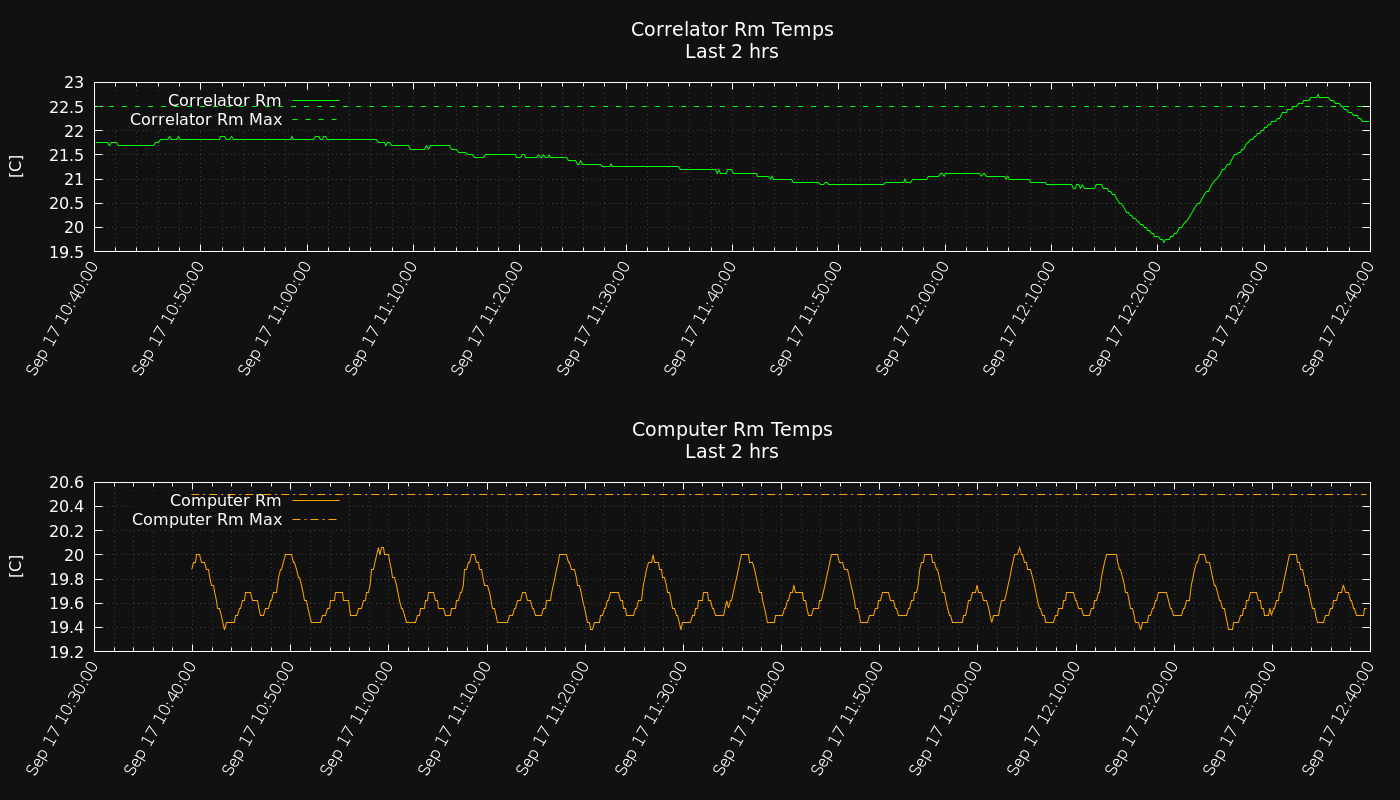 Correlator Rm Temps
Last 2 hrs
23
22.5
22
21.5
21
20.5
20
19.5
[C]
Correlator Rm
Correlator Rm Max
Sep 17 10:40:00
Sep 17 10:50:00
Sep 17 11:00:00
Sep 17 11:10:00
Sep 17 11:20:00
Sep 17 11:30:00
Sep 17 11:40:00
Sep 17 11:50:00
Sep 17 12:00:00
Sep 17 12:10:00
Sep 17 12:20:00
Sep 17 12:30:00
Sep 17 12:40:00
Computer Rm Temps
Last 2 hrs
20.6
20.4
20.2
20
19.8
19.6
19.4
19.2
[C]
Computer Rm
Computer Rm Max
Sep 17 10:30:00
Sep 17 10:40:00
Sep 17 10:50:00
Sep 17 11:00:00
Sep 17 11:10:00
Sep 17 11:20:00
Sep 17 11:30:00
Sep 17 11:40:00
Sep 17 11:50:00
Sep 17 12:00:00
Sep 17 12:10:00
Sep 17 12:20:00
Sep 17 12:30:00
Sep 17 12:40:00